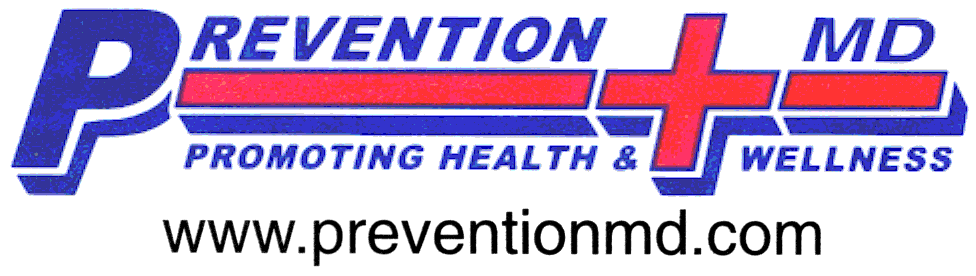 PREVENTION MD
PROMOTING HEALTH & WELLNESS
www.preventionmd.com